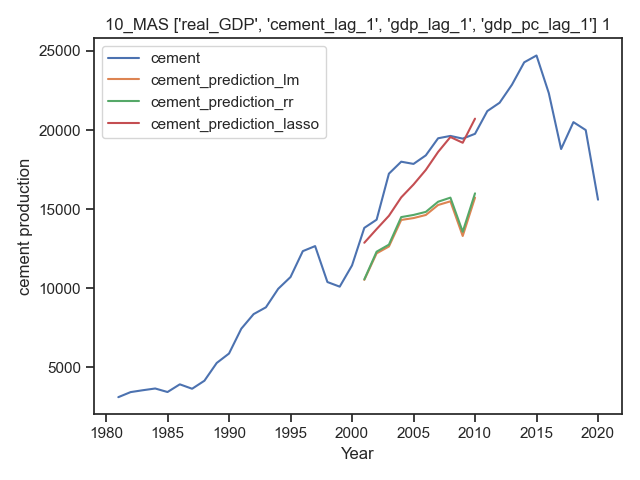 10_MAS ['real_GDP', 'cement_lag_1', 'gdp_lag_1', 'gdp_pc_lag_1'] 1
cement
cement_prediction_lm
cement_prediction_rr
cement_prediction_lasso
cement production
25000
20000
15000
10000
5000
1980 1985 1990 1995 2000 2005 2010 2015 2020
Year